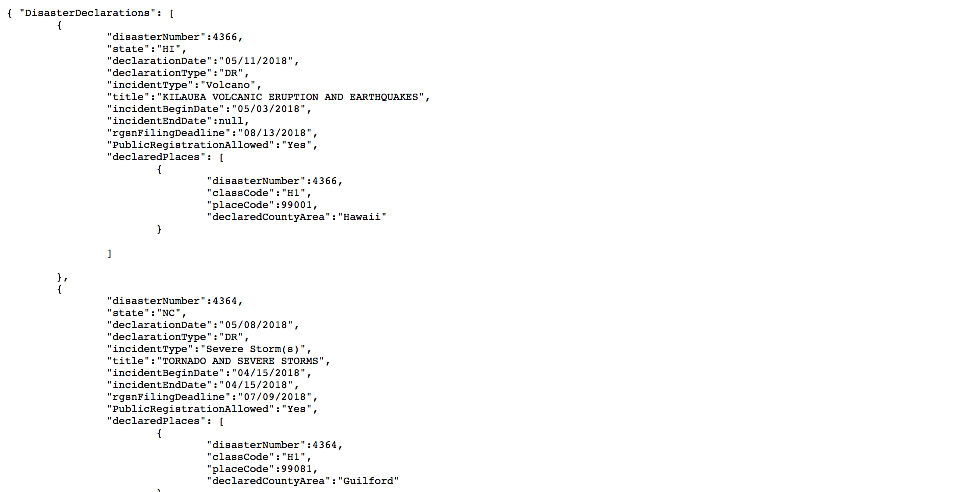 { "DisasterDeclarations": [
{
"disasterNumber":4366,
"state":"HI",
"declarationDate":"05/11/2018",
"declarationType":"DR",
"incidentType":"Volcano",
"title":"KILAUEA VOLCANIC ERUPTION AND EARTHQUAKES",
"incidentBeginDate":"05/03/2018",
"incidentEndDate":null,
"rgsnFilingDeadline":"08/13/2018",
"PublicRegistrationAllowed":"Yes",
"declaredPlaces": [
{
"disasterNumber":4366,
"classCode":"H1",
"placeCode":99001,
"declaredCountyArea":"Hawaii"
}
]
},
{
"disasterNumber":4364,
"state":"NC",
"declarationDate":"05/08/2018",
"declarationType":"DR",
"incidentType":"Severe Storm(s)",
"title":"TORNADO AND SEVERE STORMS",
"incidentBeginDate":"04/15/2018",
"incidentEndDate":"04/15/2018",
"rgsnFilingDeadline":"07/09/2018",
"PublicRegistrationAllowed":"Yes",
"declaredPlaces": [
{
"disasterNumber":4364,
"classCode":"H1",
"placeCode":99081,
"declaredCountyArea":"Guilford"
}